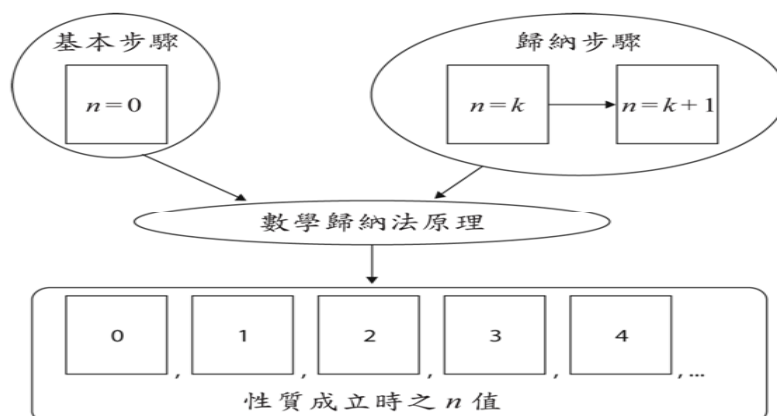 基本步驟
n=0
歸納步驟
n=k
n=k+1
數學歸納法原理
0, 1, 2, 3, 4, ...
性質成立時之 n 值